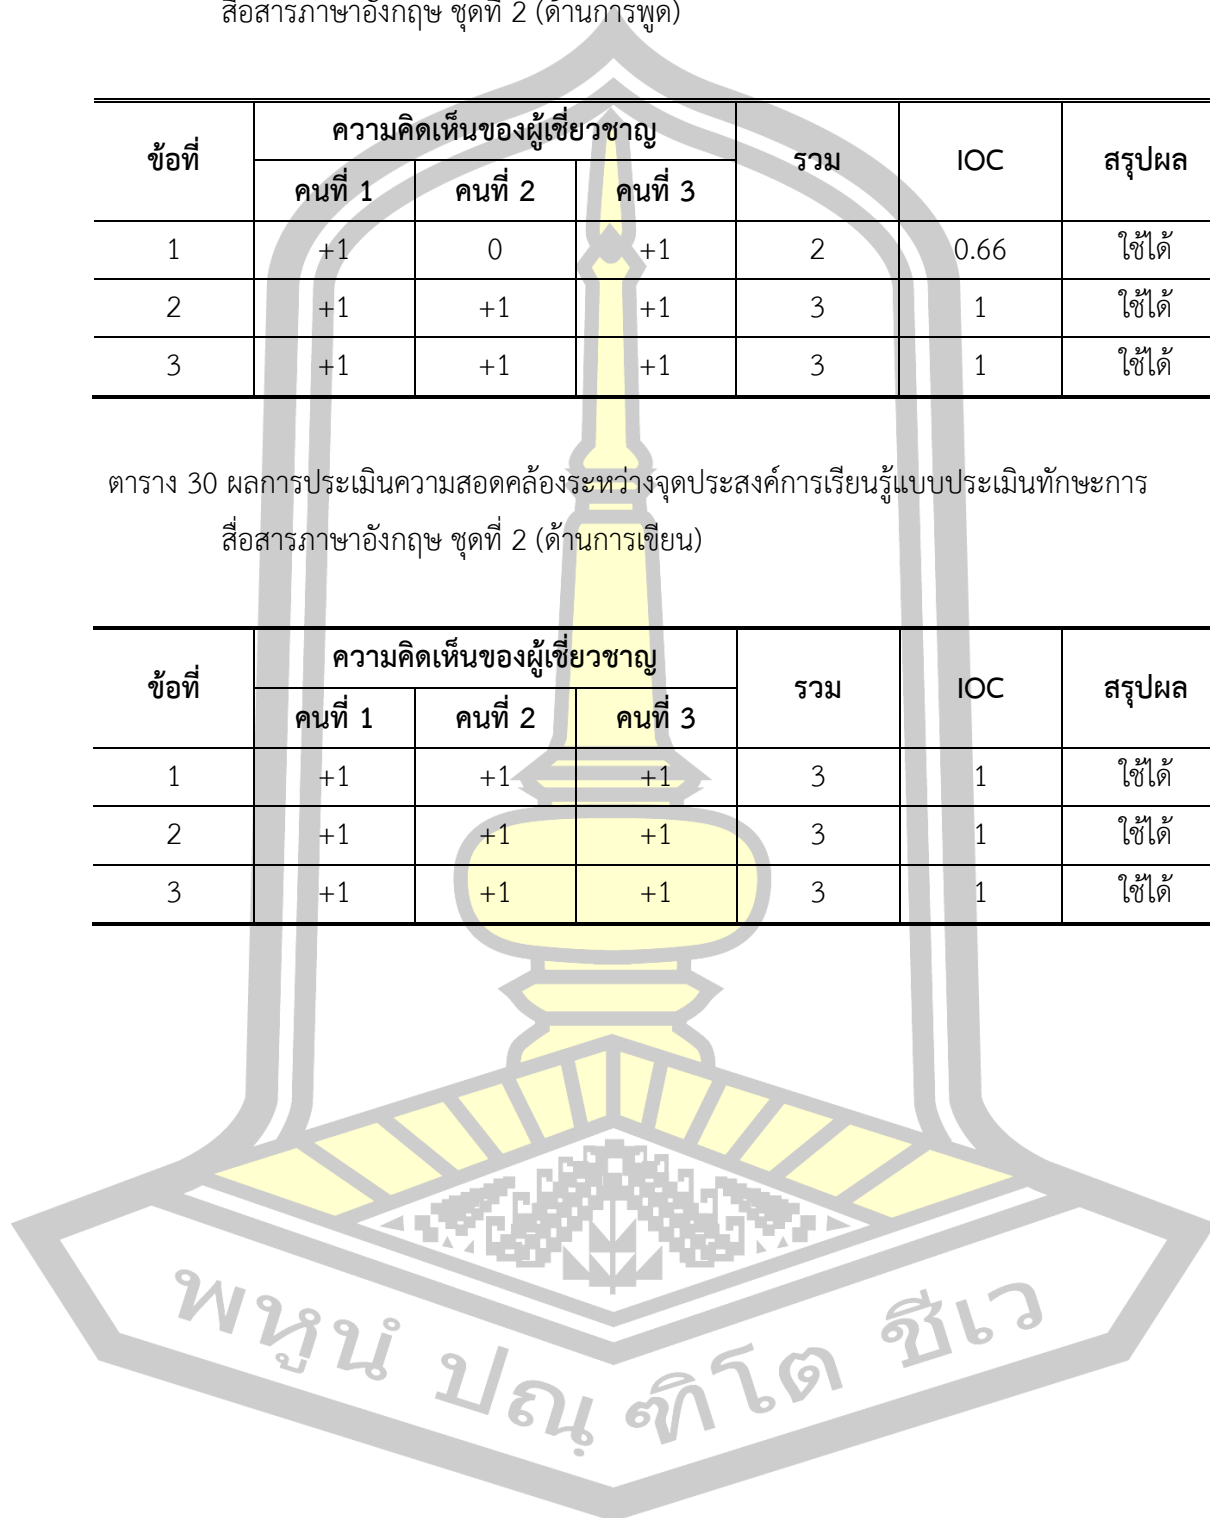 สื่อสารภาษาอังกฤษ ชุดที่ 2 (ด้านการพูด)
ข้อที่ ความคิดเห็นของผู้เชี่ยวชาญ รวม IOC สรุปผล
คนที่ 1 คนที่ 2 คนที่ 3
1 +1 0 +1 2 0.66 ใช้ได้
2 +1 +1 +1 3 1 ใช้ได้
3 +1 +1 +1 3 1 ใช้ได้
ตาราง 30 ผลการประเมินความสอดคล้องระหว่างจุดประสงค์การเรียนรู้แบบประเมินทักษะการ
สื่อสารภาษาอังกฤษ ชุดที่ 2 (ด้านการเขียน)
ข้อที่ ความคิดเห็นของผู้เชี่ยวชาญ รวม IOC สรุปผล
คนที่ 1 คนที่ 2 คนที่ 3
1 +1 +1 +1 3 1 ใช้ได้
2 +1 +1 +1 3 1 ใช้ได้
3 +1 +1 +1 3 1 ใช้ได้
พหูนํ ปณฺฑิโต ชีเว